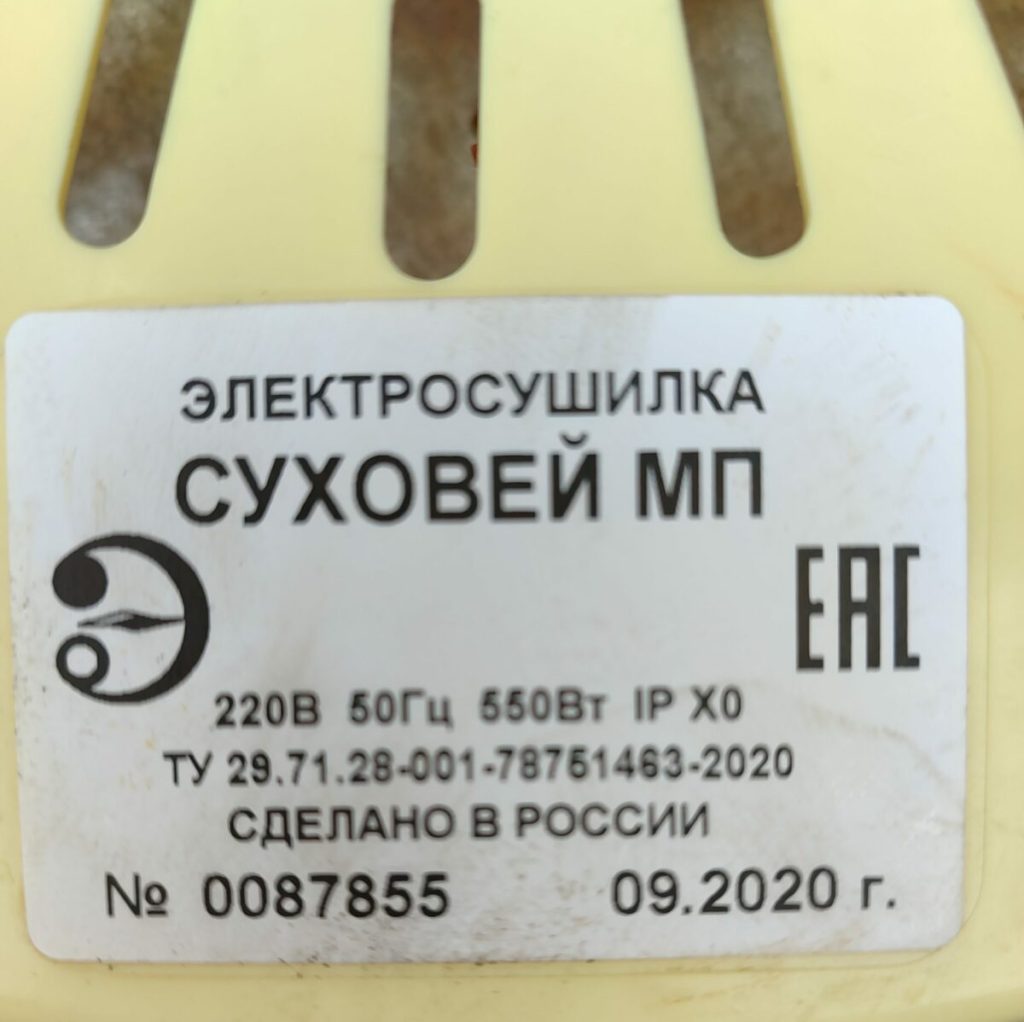 ЭЛЕКТРОСУШИЛКА
СУХОВЕЙ МП
ЕАС
220В 50Гц 550Вт IP X0
ТУ 29.71.28-001-78751463-2020
СДЕЛАНО В РОССИИ
№ 0087855 09.2020 г.